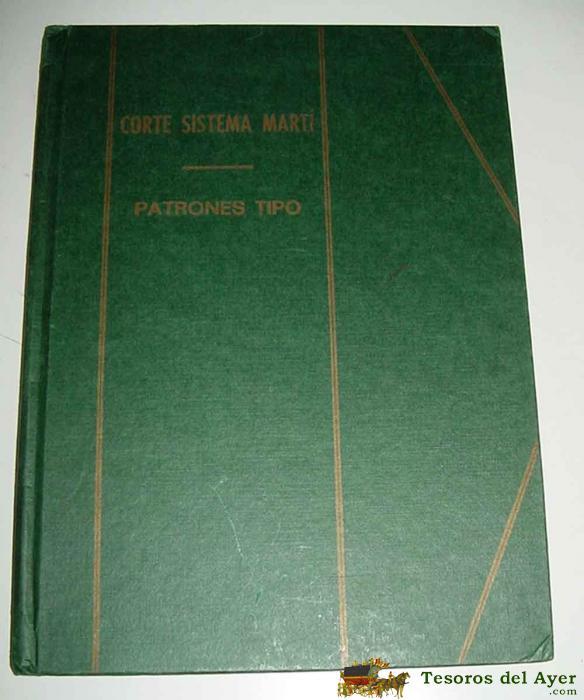 CORTE SISTEMA MARTÍ
PATRONES TIPO
Tesoros del Ayer
.com